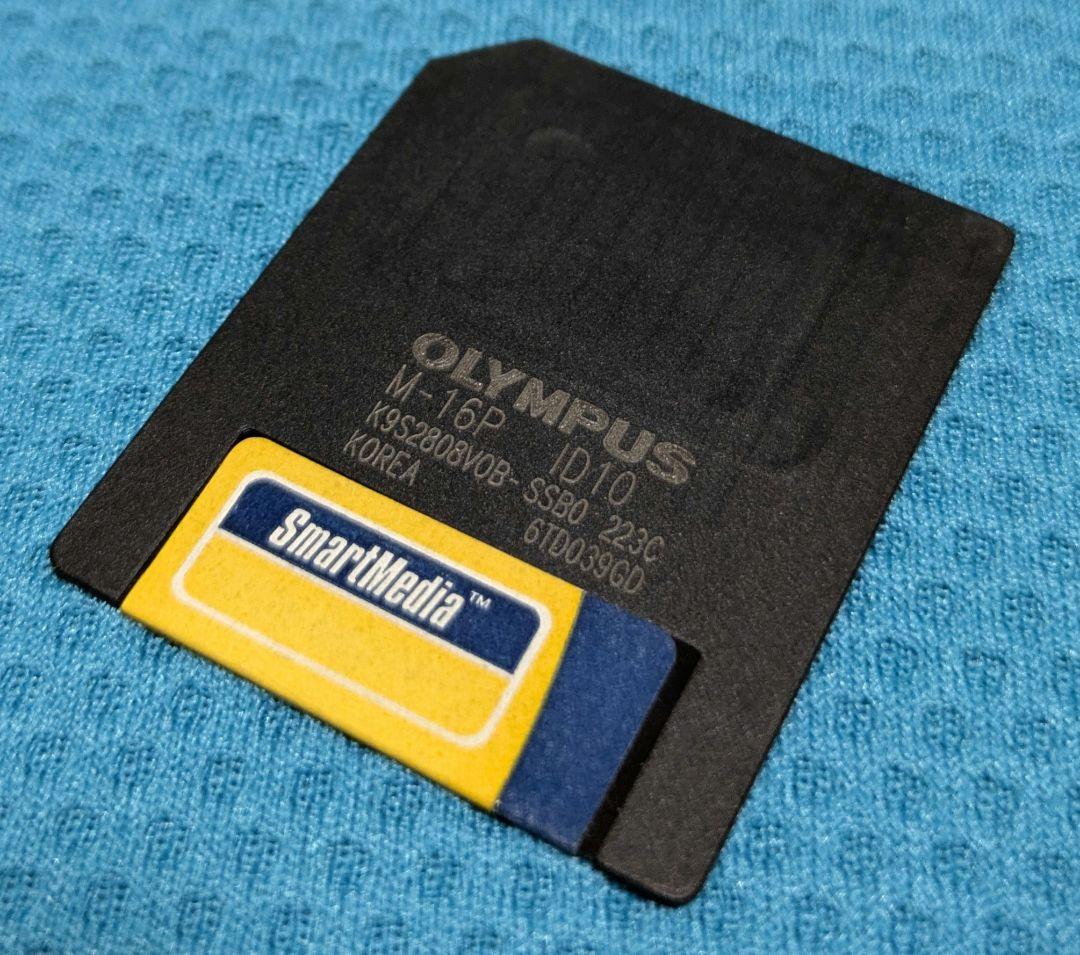 OLYMPUS
M-16P ID10
K9S2808V0B-SSB0 223C
KOREA 6TD039GD
SmartMedia™